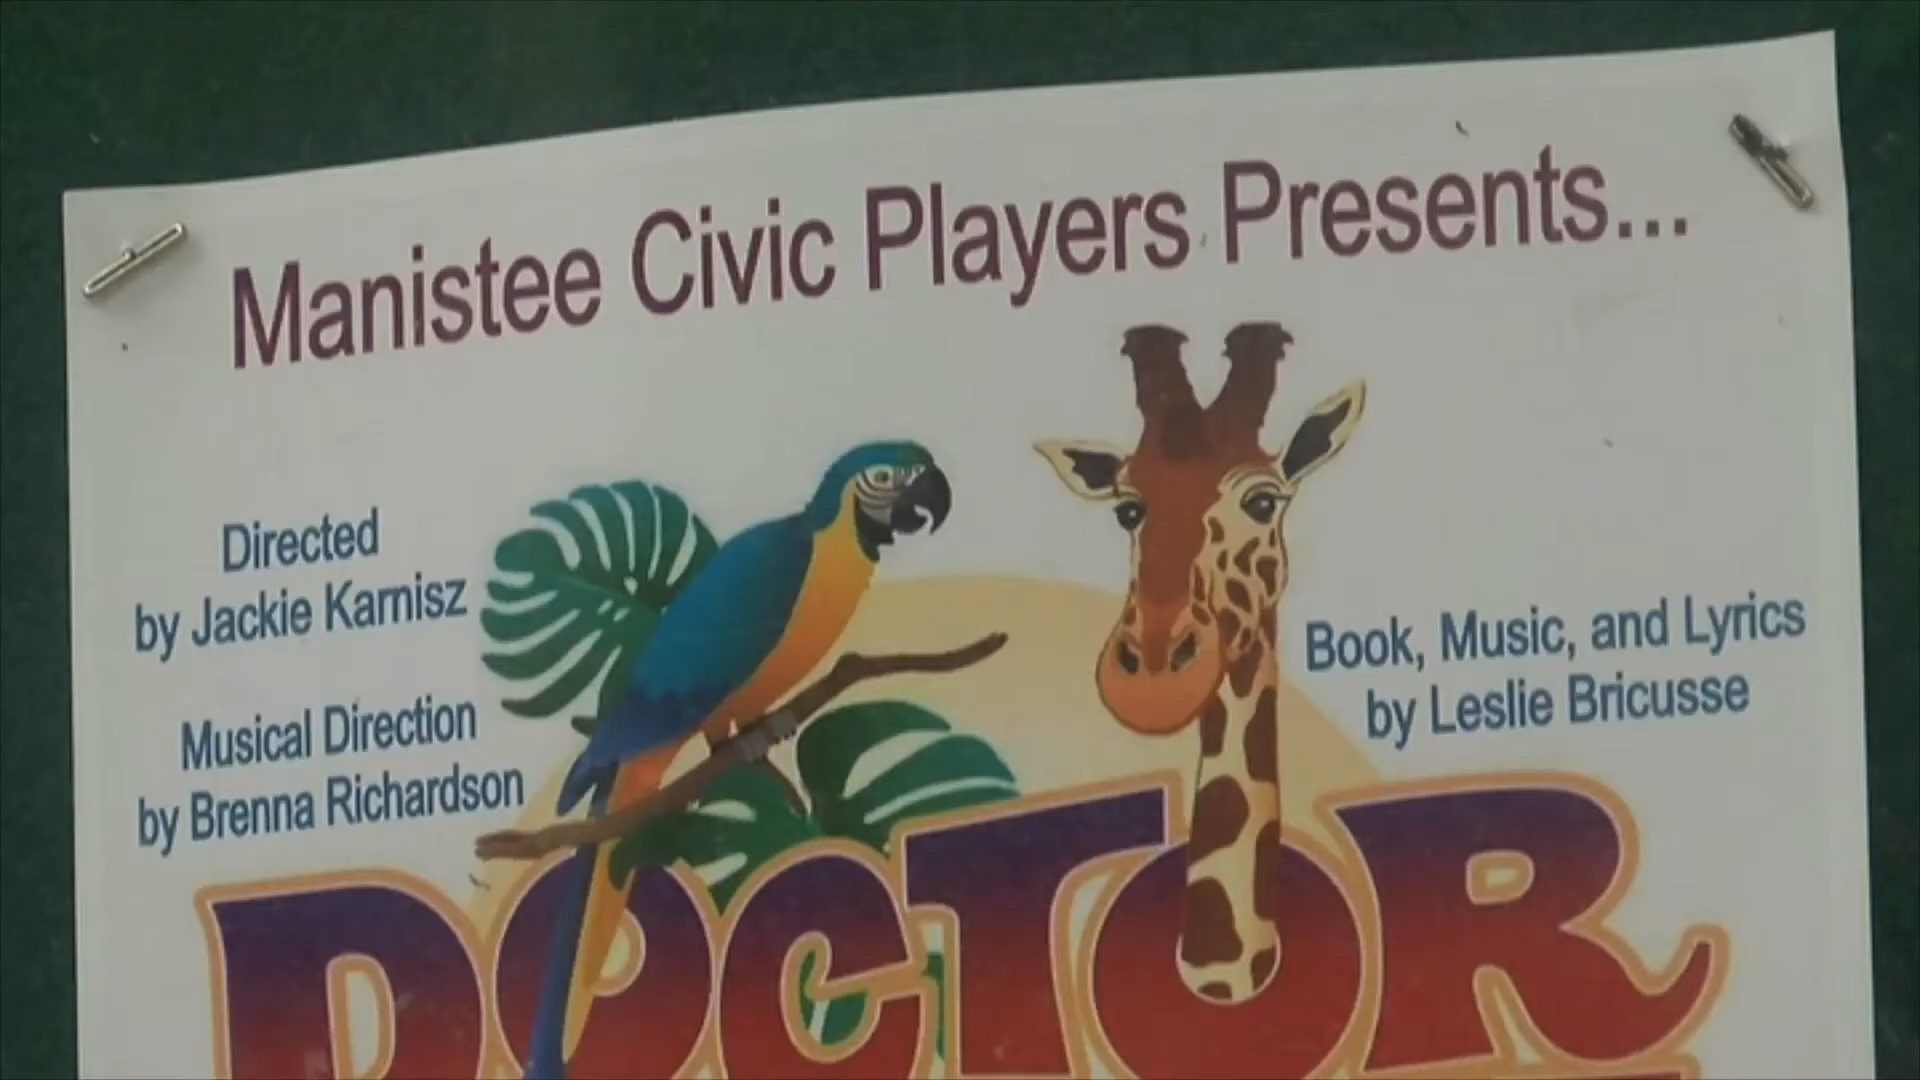 Manistee Civic Players Presents...
Directed
by Jackie Karnisz
Musical Direction
by Brenna Richardson
Book, Music, and Lyrics
by Leslie Bricusse
DOCTOR